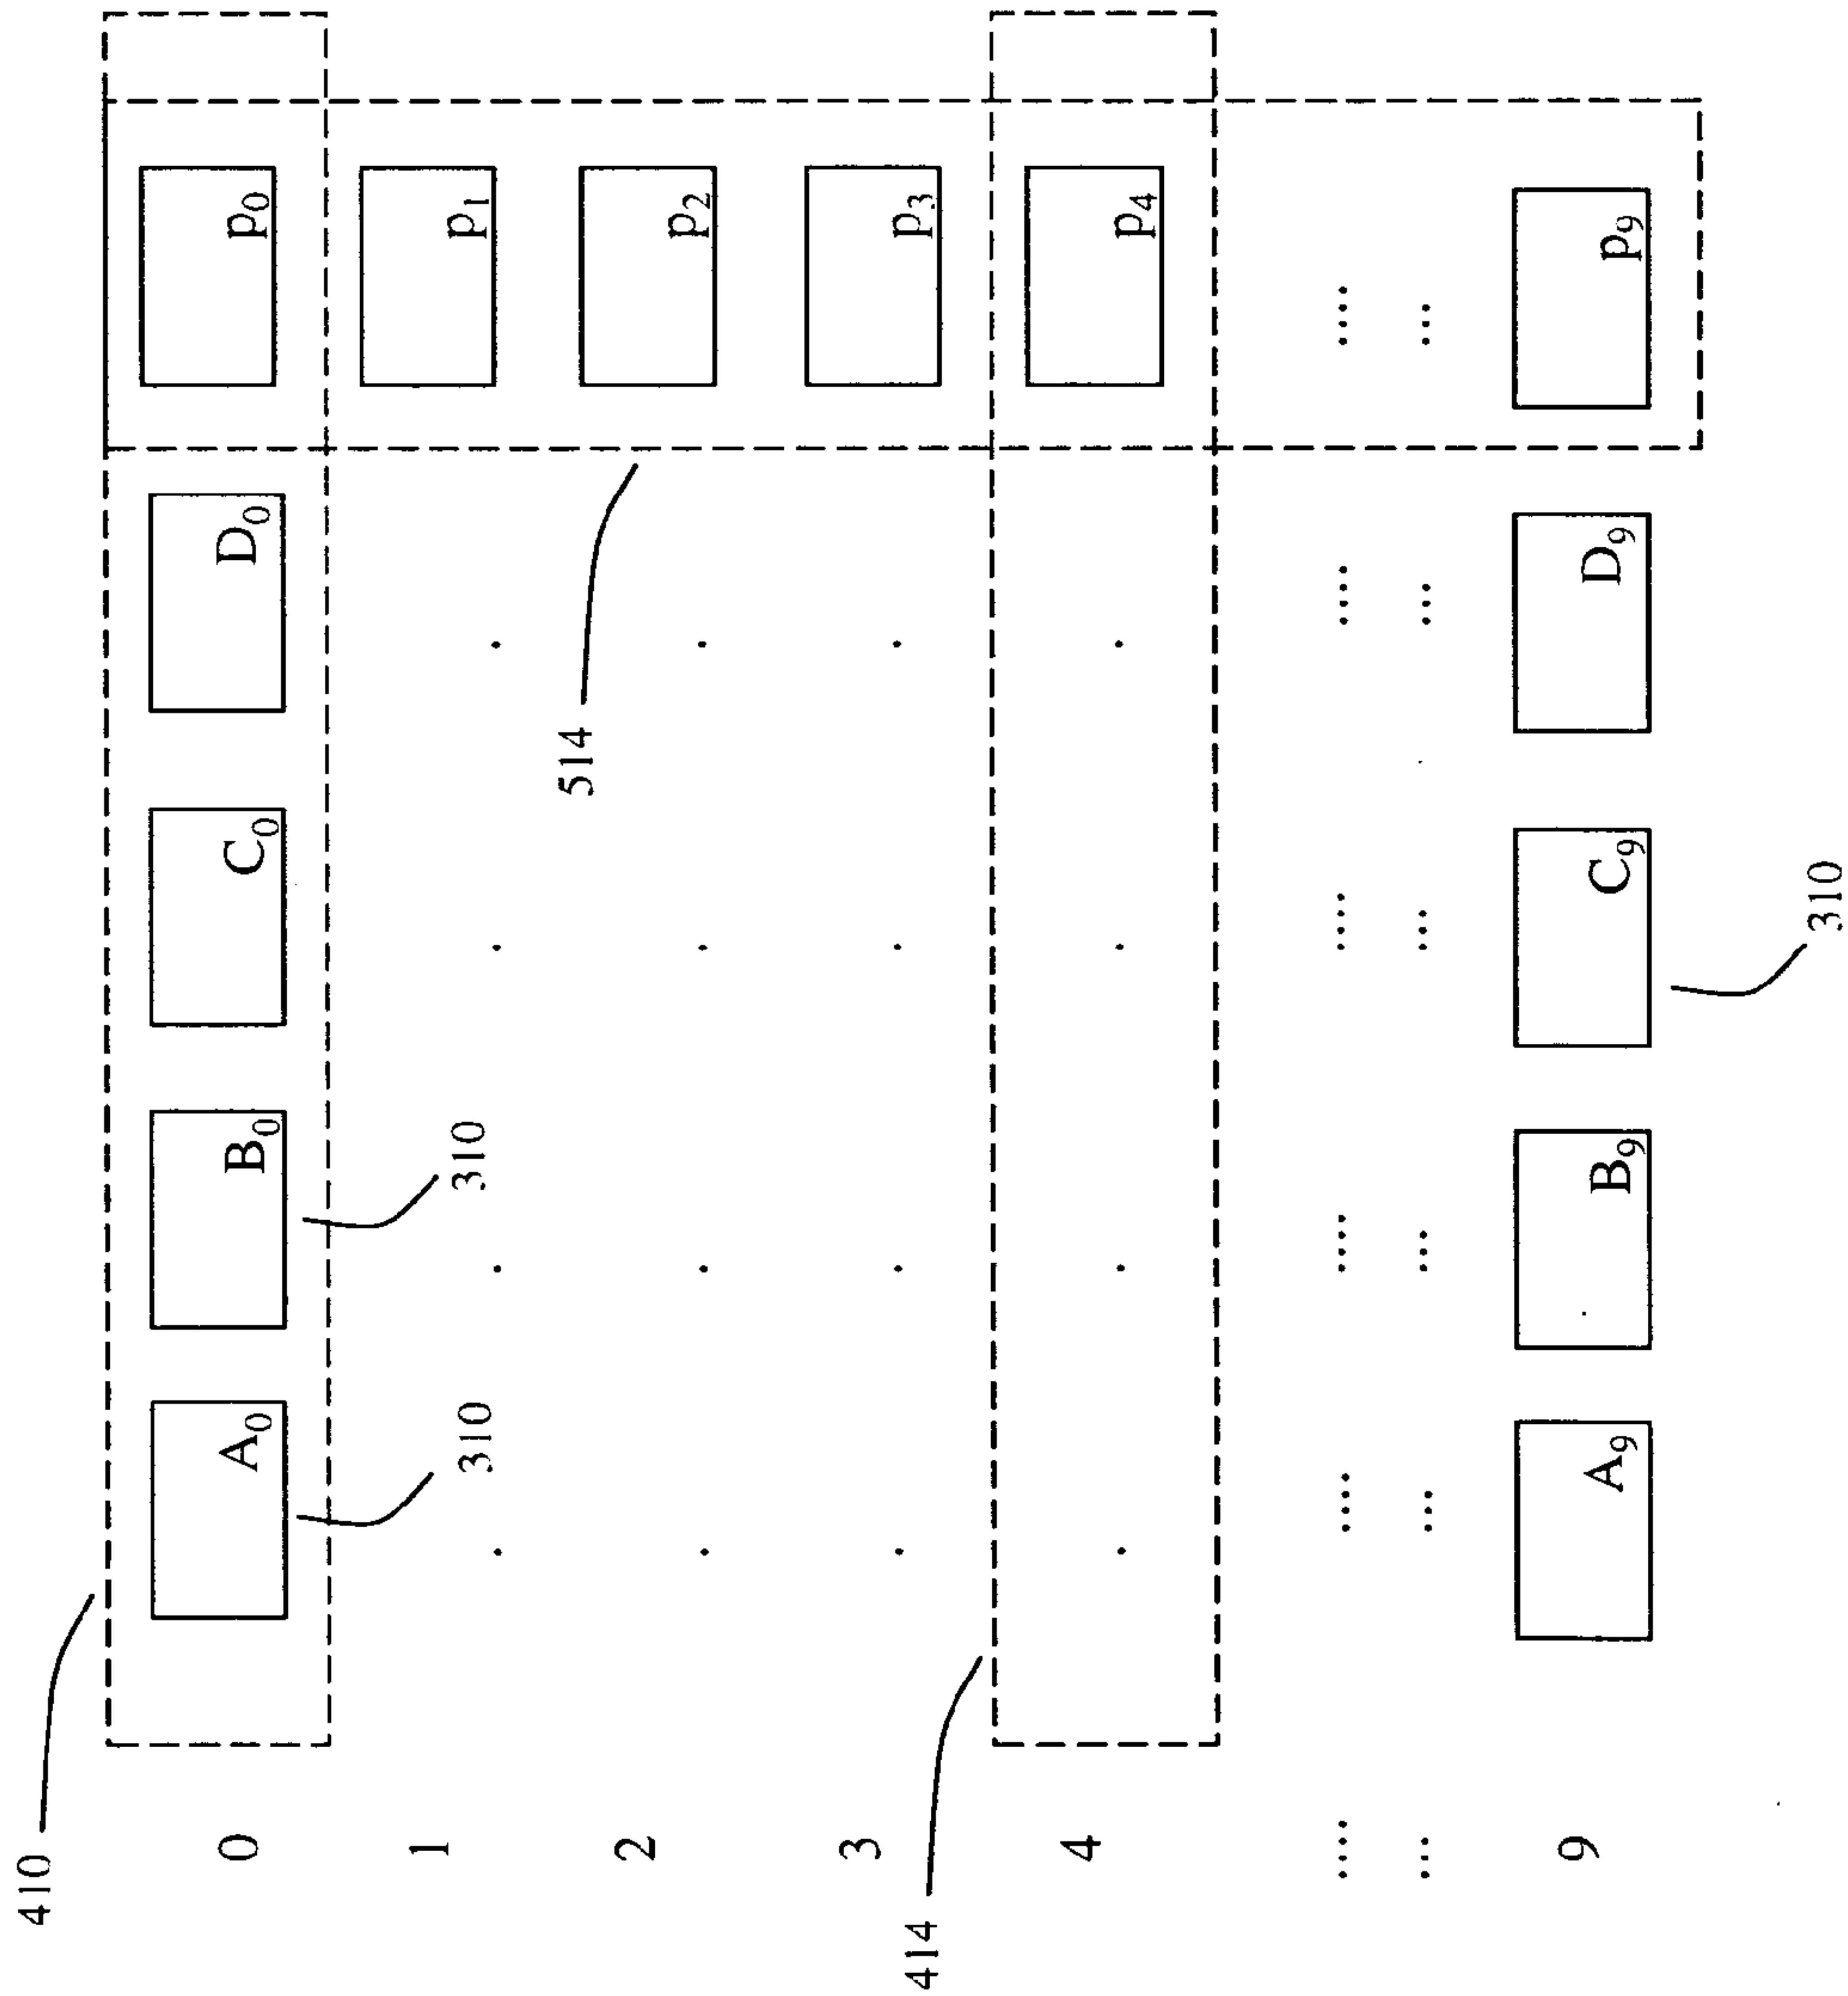 410
0 A₀ B₀ C₀ D₀ p₀
1 p₁
310 310
514
2 p₂
3 p₃
414
4 p₄
9 A₉ B₉ C₉ D₉ p₉
310